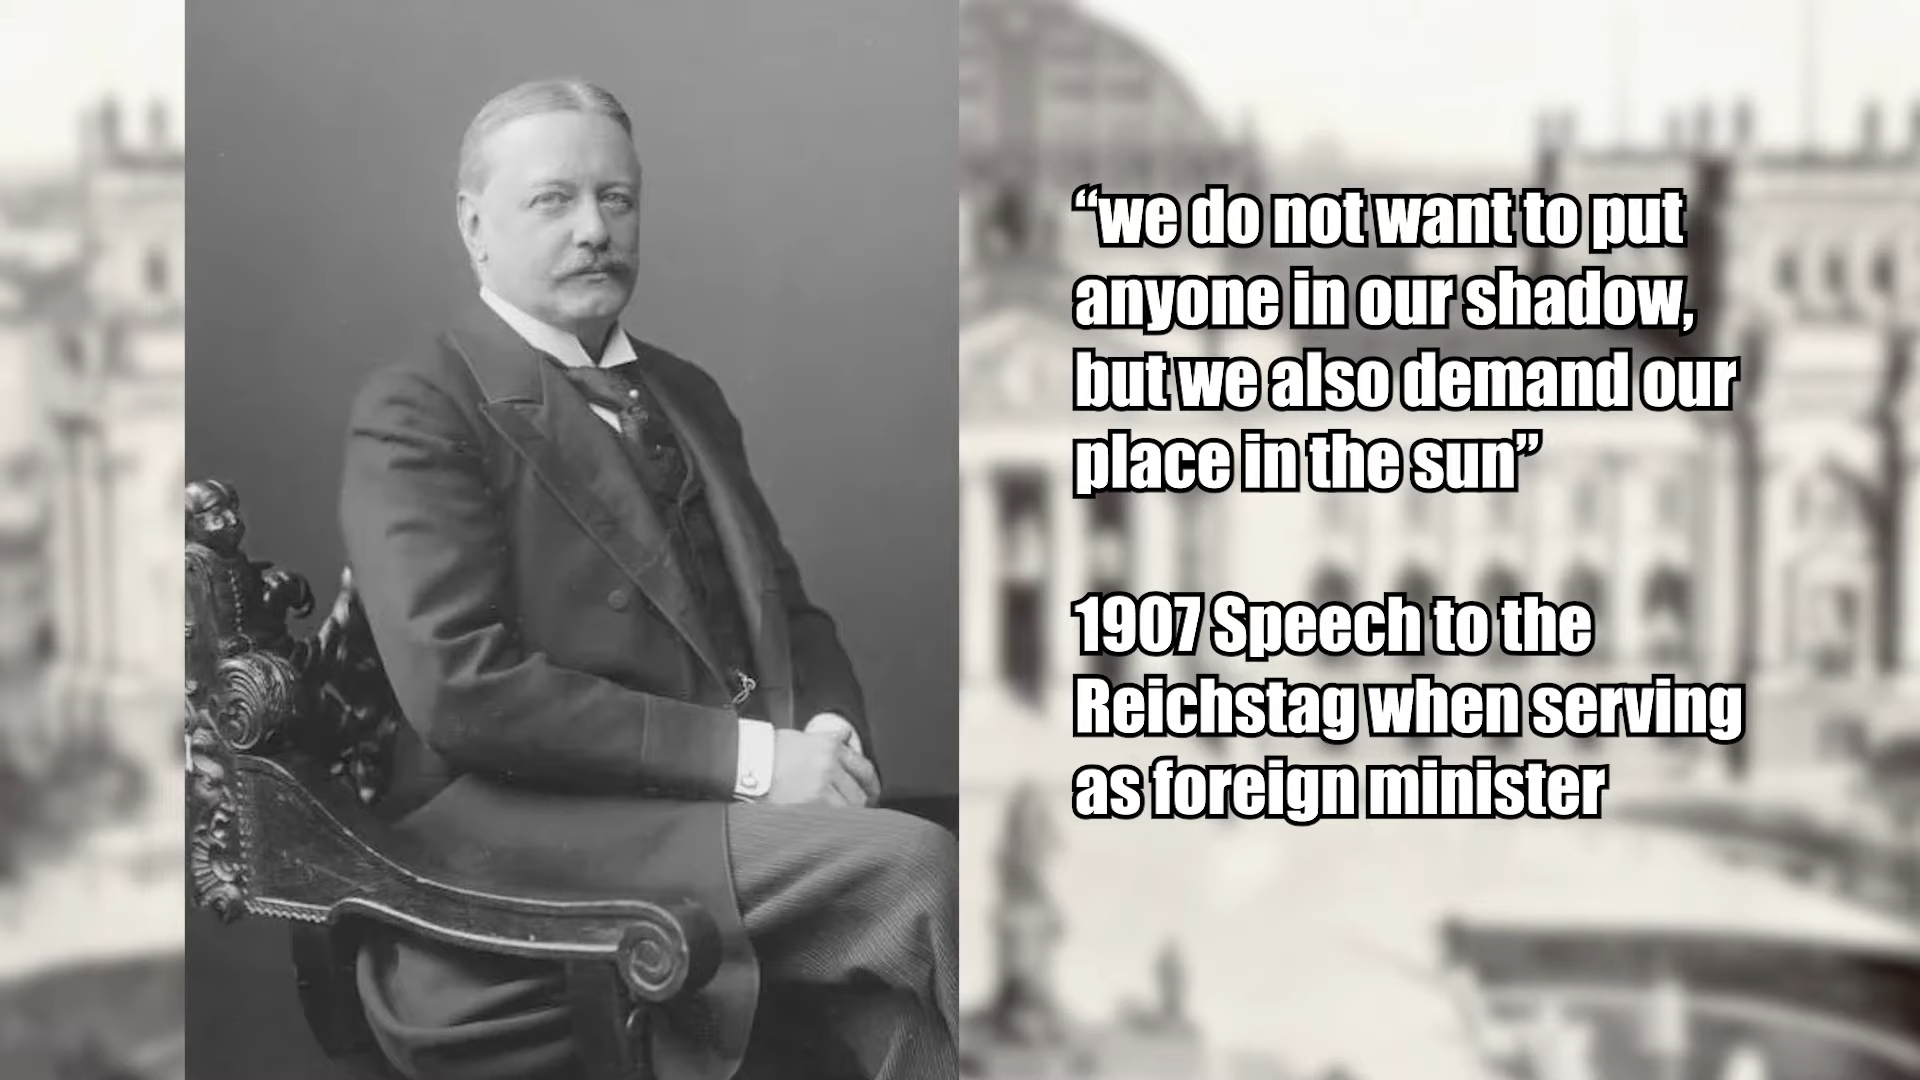 “we do not want to put
anyone in our shadow,
but we also demand our
place in the sun”
1907 Speech to the
Reichstag when serving
as foreign minister